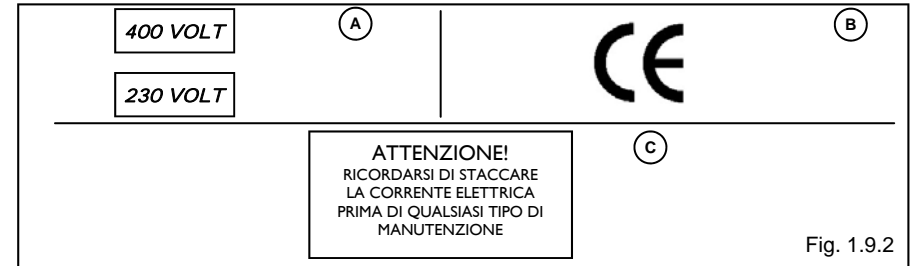 400 VOLT
A
B
CE
230 VOLT
C
ATTENZIONE!
RICORDARSI DI STACCARE
LA CORRENTE ELETTRICA
PRIMA DI QUALSIASI TIPO DI
MANUTENZIONE
Fig. 1.9.2